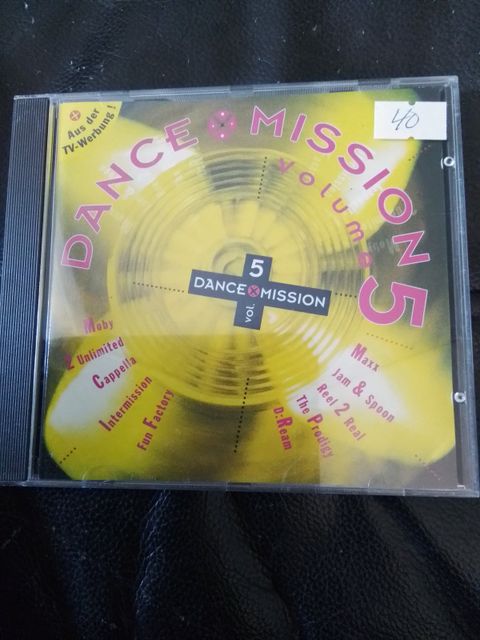 Aus der
TV-Werbung!
DANCE MISSION
volume 5
40
5
DANCE MISSION
vol.
Moby
2 Unlimited
Cappella
Intermission
Fun Factory
Maxx
Jam & Spoon
Reel 2 Real
The Prodigy
D:Ream